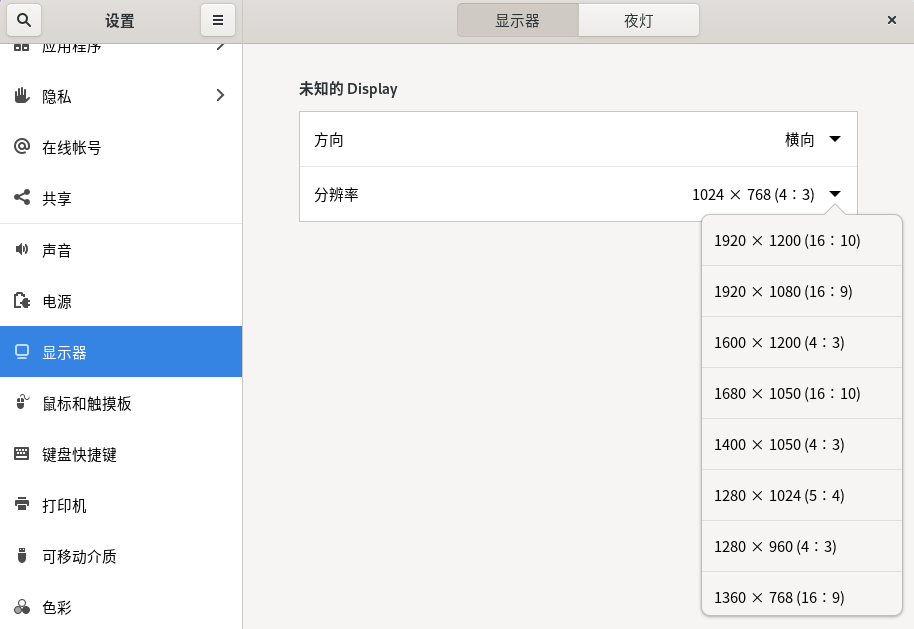 设置
显示器
夜灯
应用程序
隐私
在线帐号
共享
声音
电源
显示器
鼠标和触摸板
键盘快捷键
打印机
可移动介质
色彩
未知的 Display
方向
横向
分辨率
1024 × 768 (4∶3)
1920 × 1200 (16∶10)
1920 × 1080 (16∶9)
1600 × 1200 (4∶3)
1680 × 1050 (16∶10)
1400 × 1050 (4∶3)
1280 × 1024 (5∶4)
1280 × 960 (4∶3)
1360 × 768 (16∶9)